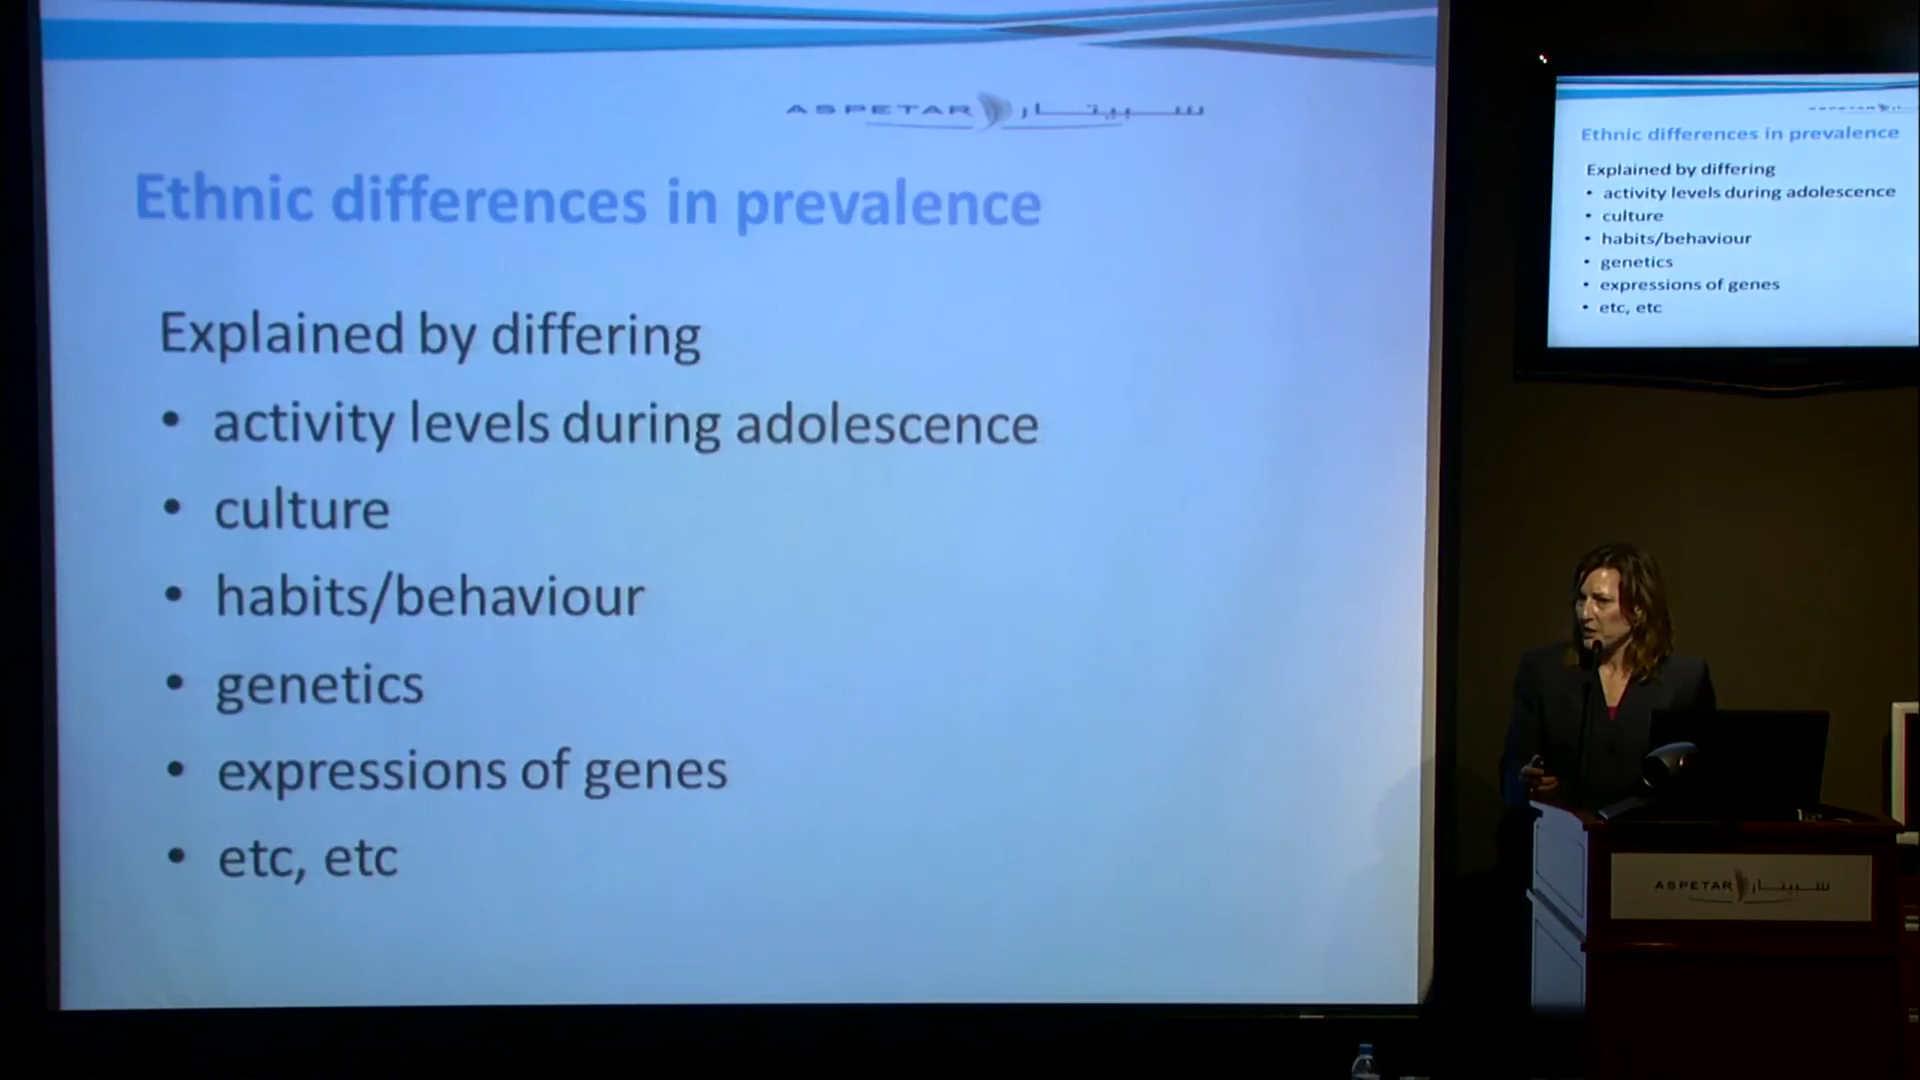 ASPETAR سبيتار
Ethnic differences in prevalence
Explained by differing
• activity levels during adolescence
• culture
• habits/behaviour
• genetics
• expressions of genes
• etc, etc
ASPETAR
Ethnic differences in prevalence
Explained by differing
• activity levels during adolescence
• culture
• habits/behaviour
• genetics
• expressions of genes
• etc, etc
ASPETAR سبيتار